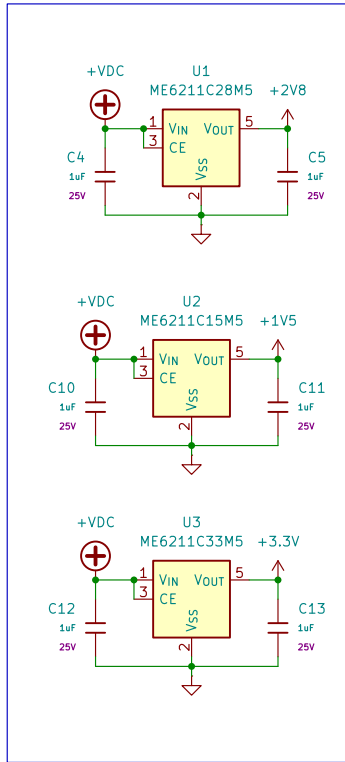 +VDC
U1
ME6211C28M5
+2V8
1
VIN
VOUT
5
3
CE
VSS
2
C4
1uF
25V
C5
1uF
25V
+VDC
U2
ME6211C15M5
+1V5
1
VIN
VOUT
5
3
CE
VSS
2
C10
1uF
25V
C11
1uF
25V
+VDC
U3
ME6211C33M5
+3.3V
1
VIN
VOUT
5
3
CE
VSS
2
C12
1uF
25V
C13
1uF
25V